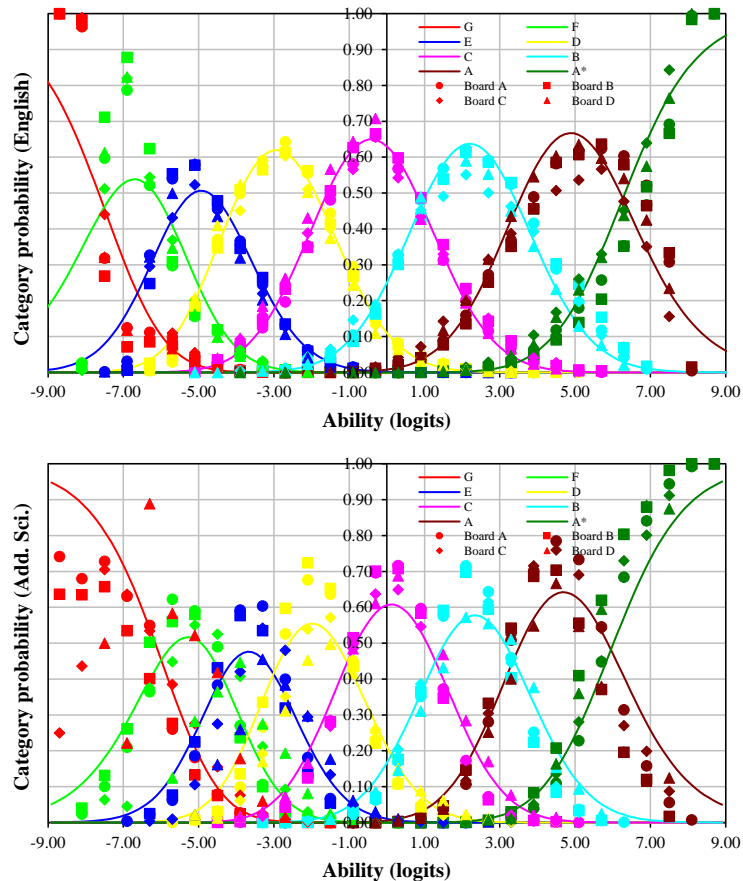 1.00
0.90
0.80
0.70
0.60
0.50
0.40
0.30
0.20
0.10
0.00
Category probability (English)
G F
E D
C B
A A*
Board A Board B
Board C Board D
-9.00 -7.00 -5.00 -3.00 -1.00 1.00 3.00 5.00 7.00 9.00
Ability (logits)
1.00
0.90
0.80
0.70
0.60
0.50
0.40
0.30
0.20
0.10
0.00
Category probability (Add. Sci.)
G F
E D
C B
A A*
Board A Board B
Board C Board D
-9.00 -7.00 -5.00 -3.00 -1.00 1.00 3.00 5.00 7.00 9.00
Ability (logits)